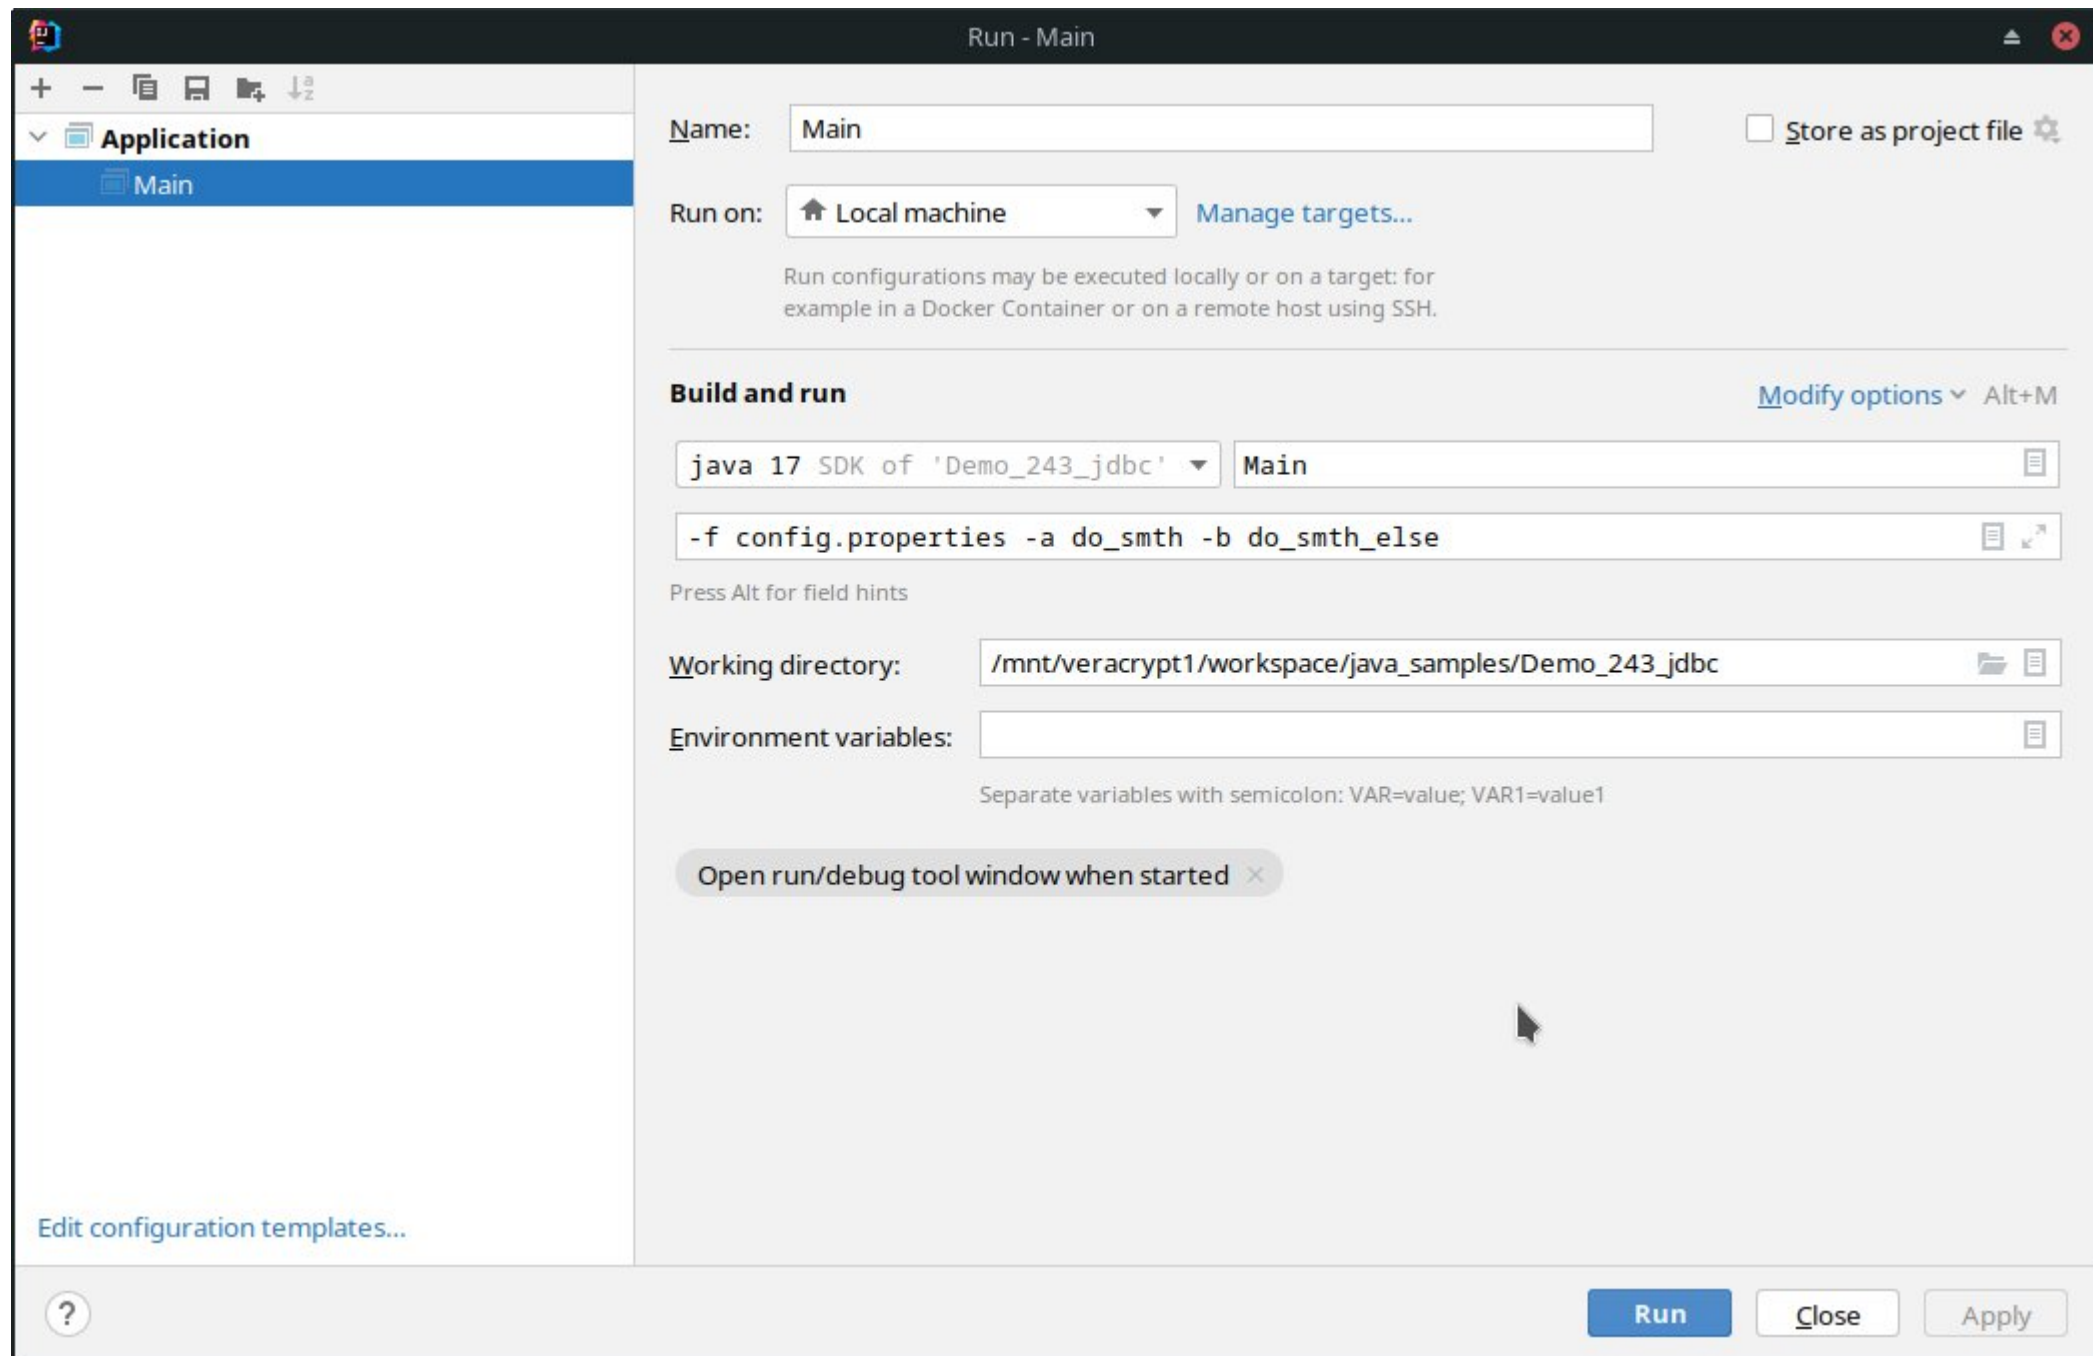 Run - Main
Application
Main
Edit configuration templates...
Name: Main
Store as project file
Run on: Local machine Manage targets...
Run configurations may be executed locally or on a target: for
example in a Docker Container or on a remote host using SSH.
Build and run
Modify options Alt+M
java 17 SDK of 'Demo_243_jdbc' Main
-f config.properties -a do_smth -b do_smth_else
Press Alt for field hints
Working directory: /mnt/veracrypt1/workspace/java_samples/Demo_243_jdbc
Environment variables:
Separate variables with semicolon: VAR=value; VAR1=value1
Open run/debug tool window when started
? Run Close Apply